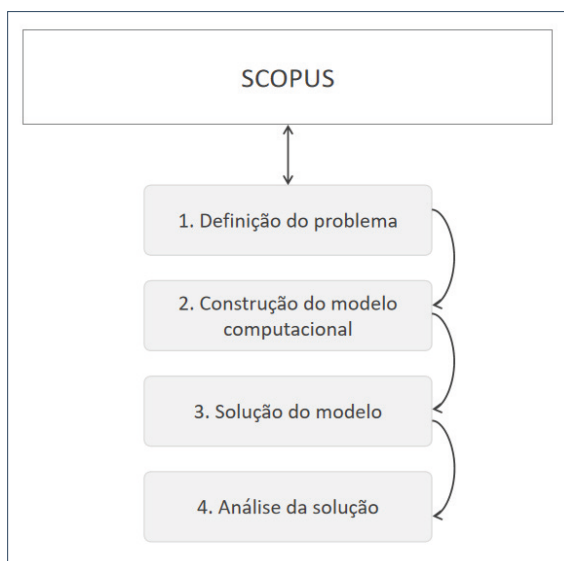 SCOPUS
1. Definição do problema
2. Construção do modelo
computacional
3. Solução do modelo
4. Análise da solução